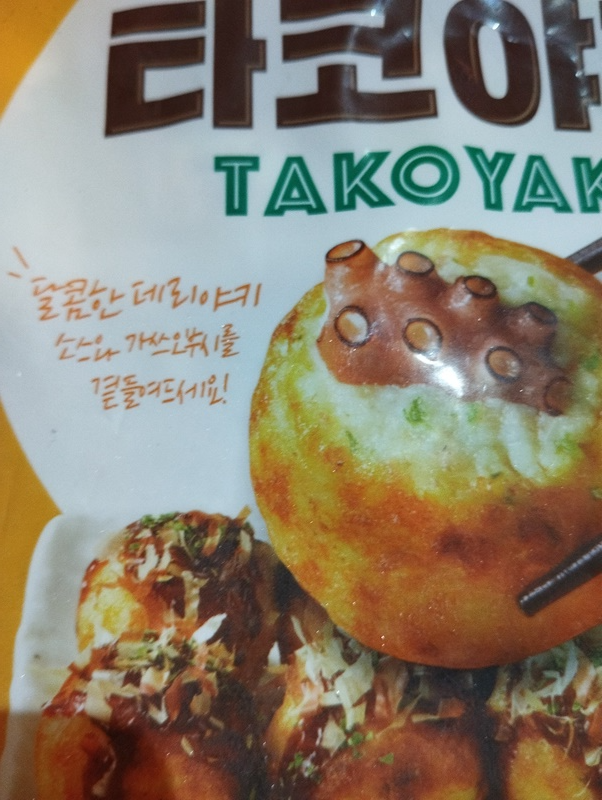 타코야
TAKOYAK
달콤한 데리야키
소스와 가쓰오부시를
곁들여드세요!